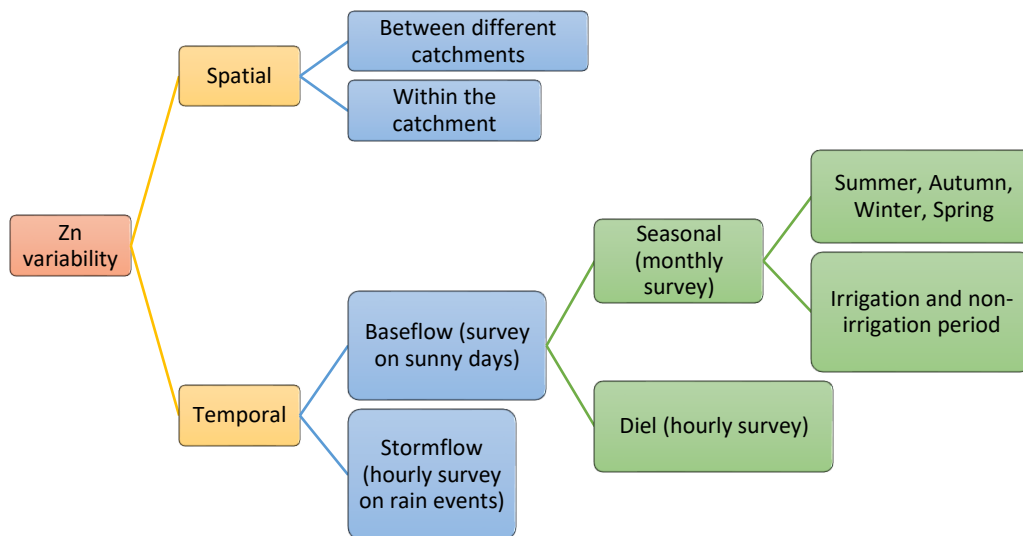 Zn
variability
Spatial
Between different
catchments
Within the
catchment
Temporal
Baseflow (survey
on sunny days)
Seasonal
(monthly
survey)
Summer, Autumn,
Winter, Spring
Irrigation and non-
irrigation period
Diel (hourly survey)
Stormflow
(hourly survey
on rain events)